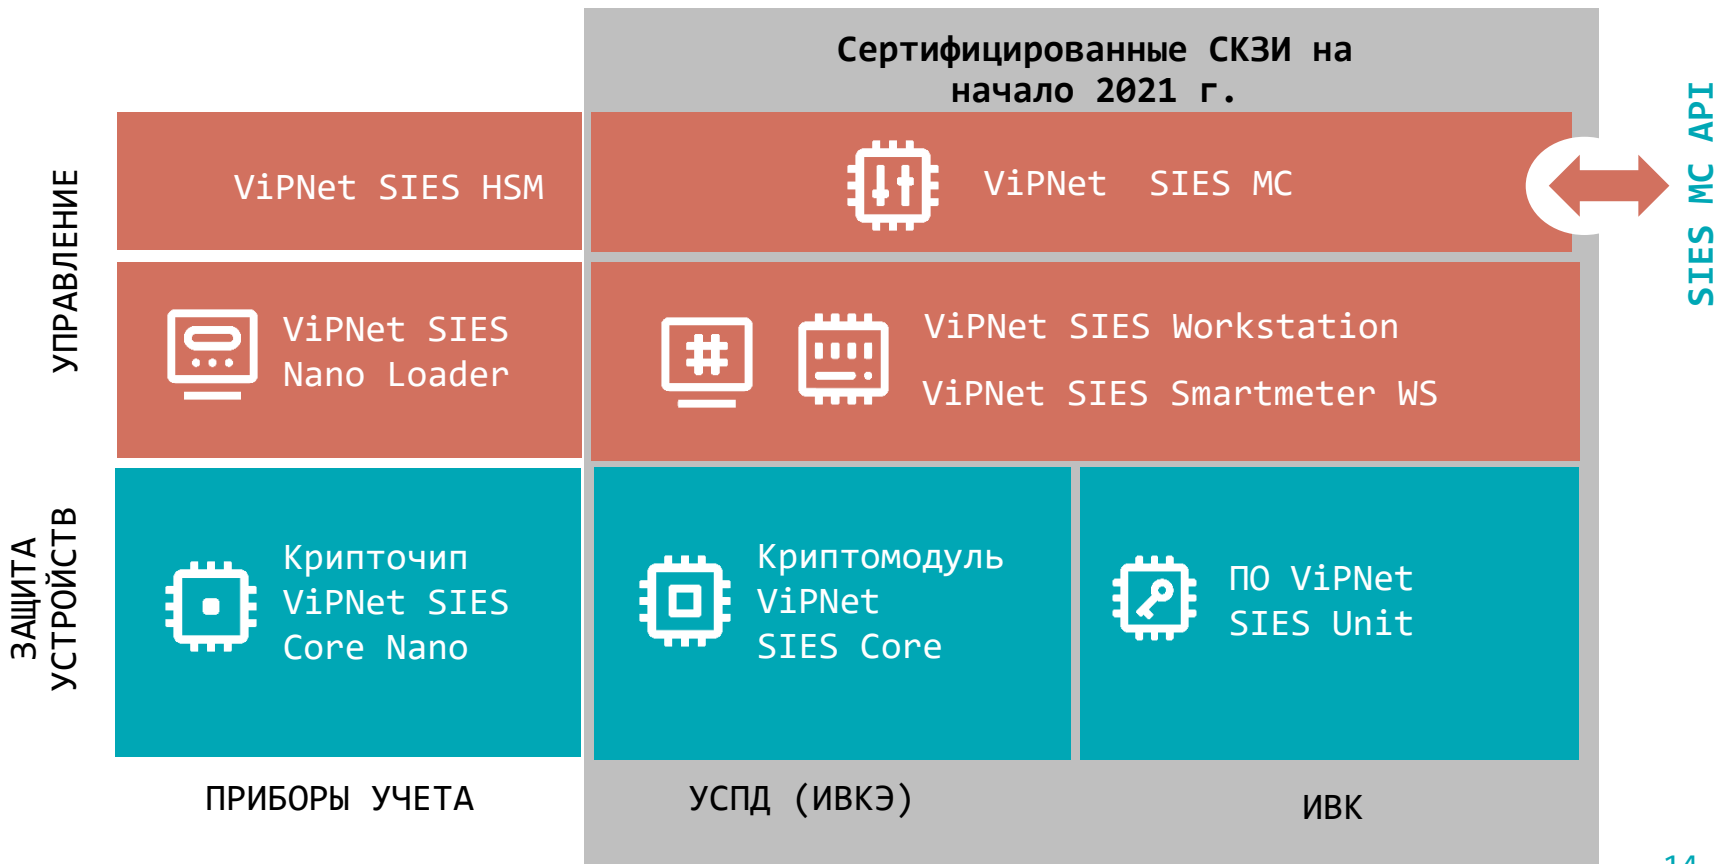 Сертифицированные СКЗИ на
начало 2021 г.
УПРАВЛЕНИЕ
ViPNet SIES HSM
ViPNet SIES MC
SIES MC API
ViPNet SIES
Nano Loader
ViPNet SIES Workstation
ViPNet SIES Smartmeter WS
ЗАЩИТА
УСТРОЙСТВ
Крипточип
ViPNet SIES
Core Nano
Криптомодуль
ViPNet
SIES Core
ПО ViPNet
SIES Unit
ПРИБОРЫ УЧЕТА
УСПД (ИВКЭ)
ИВК
14